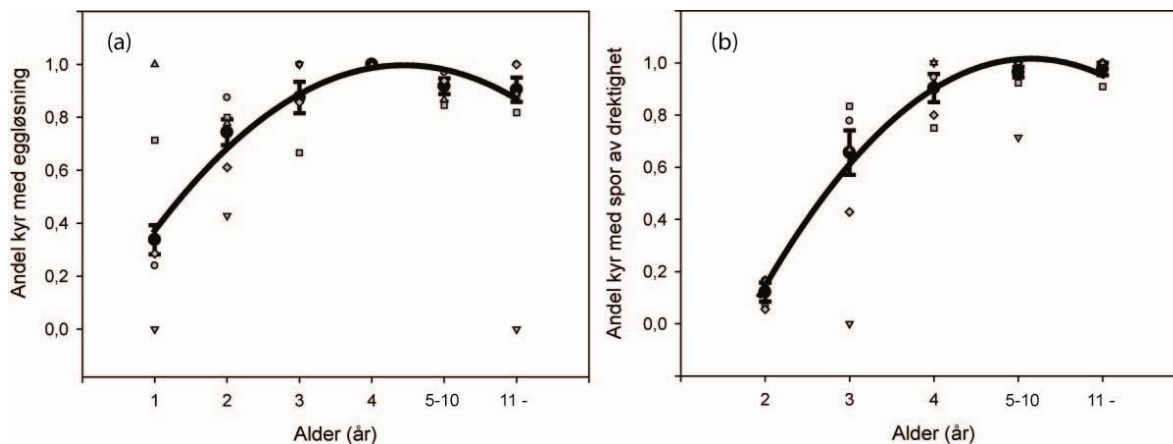 (a)
Andel kyr med eggløsning
1,0
0,8
0,6
0,4
0,2
0,0
1 2 3 4 5-10 11 -
Alder (år)
(b)
Andel kyr med spor av drektighet
1,0
0,8
0,6
0,4
0,2
0,0
2 3 4 5-10 11 -
Alder (år)